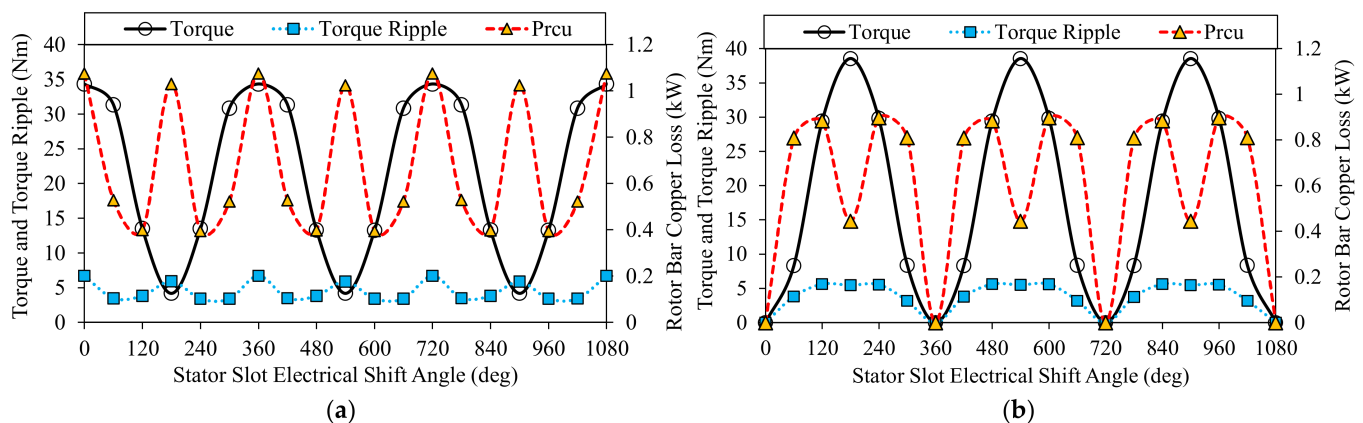 Torque Torque Ripple Prcu
Torque and Torque Ripple (Nm)
40
35
30
25
20
15
10
5
0
1.2
1
0.8
0.6
0.4
0.2
0
Rotor Bar Copper Loss (kW)
0 120 240 360 480 600 720 840 960 1080
Stator Slot Electrical Shift Angle (deg)
(a)
Torque Torque Ripple Prcu
Torque and Torque Ripple (Nm)
40
35
30
25
20
15
10
5
0
1.2
1
0.8
0.6
0.4
0.2
0
Rotor Bar Copper Loss (kW)
0 120 240 360 480 600 720 840 960 1080
Stator Slot Electrical Shift Angle (deg)
(b)